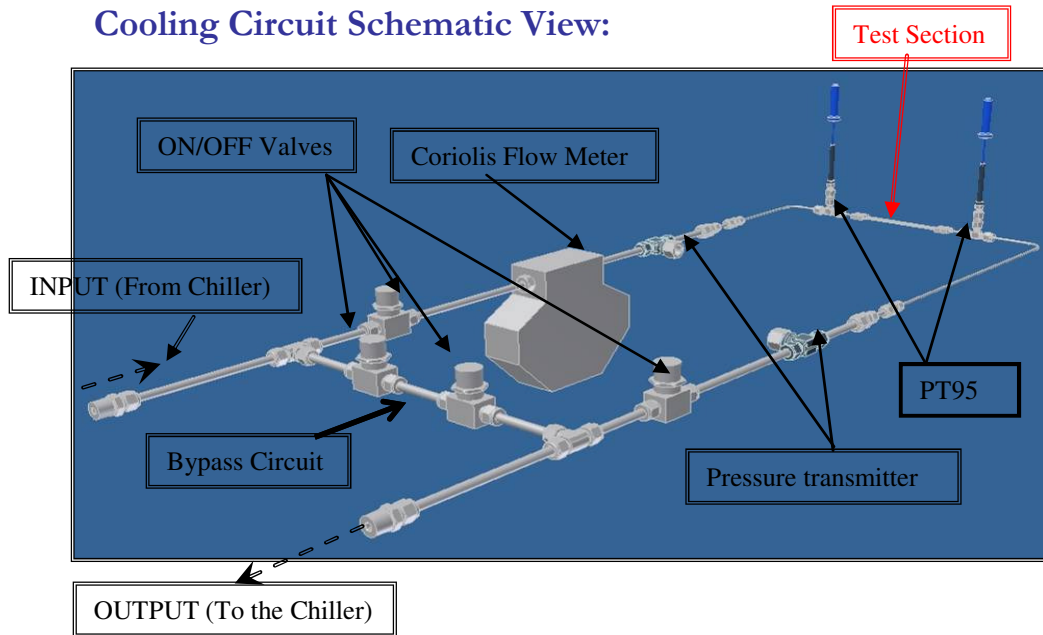 Cooling Circuit Schematic View:
Test Section
ON/OFF Valves
Coriolis Flow Meter
INPUT (From Chiller)
PT95
Bypass Circuit
Pressure transmitter
OUTPUT (To the Chiller)